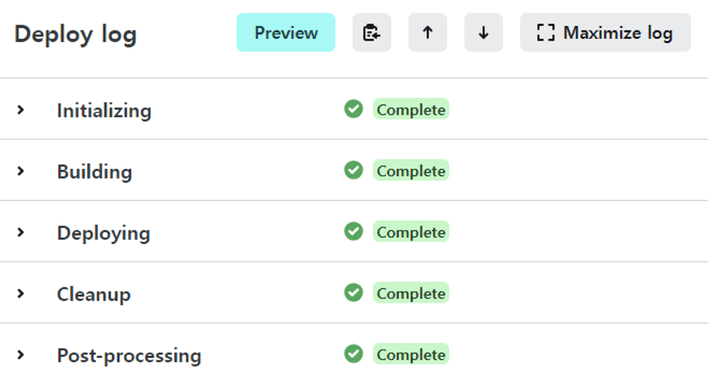 Deploy log
Preview
Maximize log
Initializing Complete
Building Complete
Deploying Complete
Cleanup Complete
Post-processing Complete